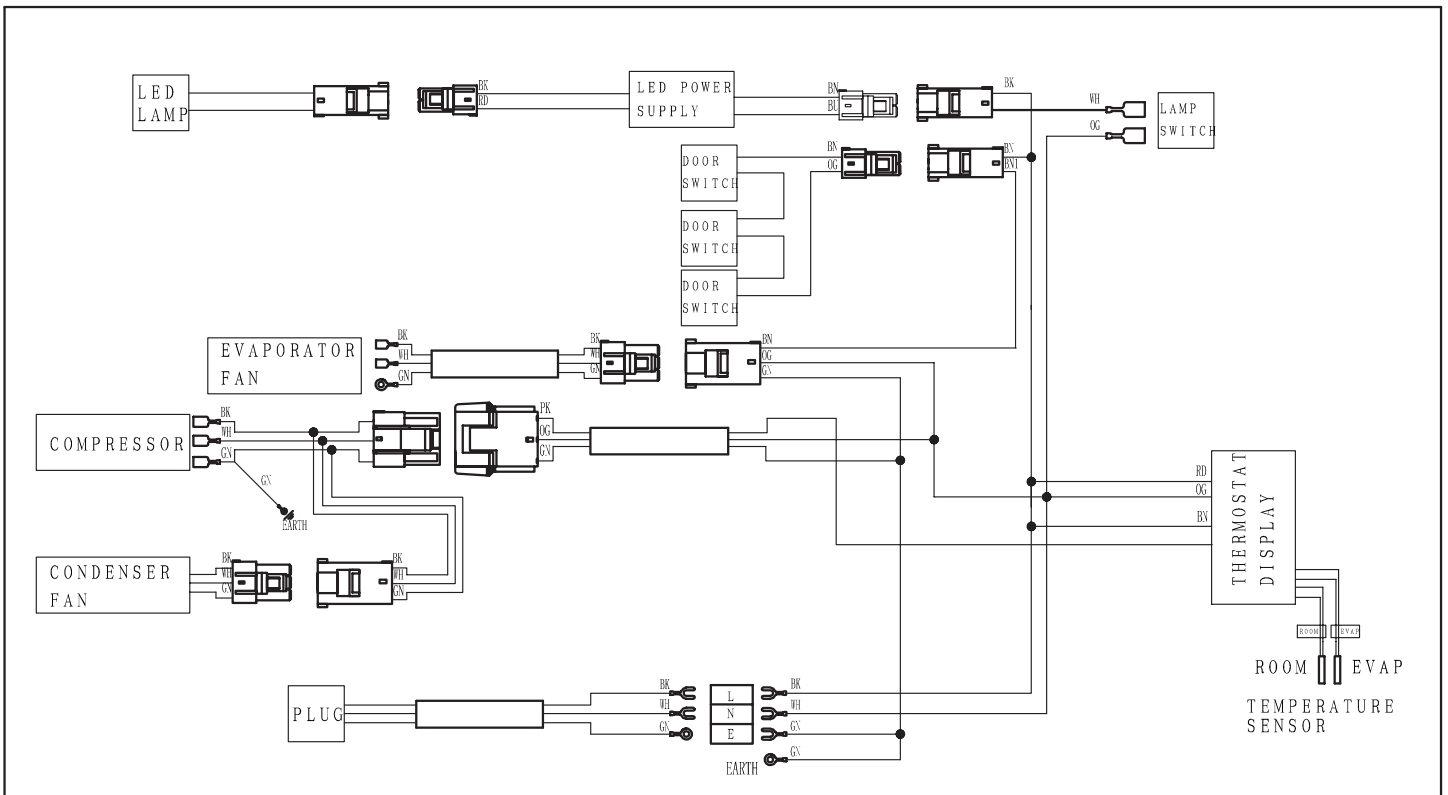 LED
LAMP
BK
RD
LED POWER
SUPPLY
BN
BU
BK
WH
OG
LAMP
SWITCH
DOOR
SWITCH
BN
OG
BN
BN1
DOOR
SWITCH
DOOR
SWITCH
EVAPORATOR
FAN
BK
WH
GN
BK
WH
GN
BN
OG
GN
COMPRESSOR
BK
WH
GN
GN
EARTH
PK
OG
GN
RD
OG
BN
THERMOSTAT
DISPLAY
CONDENSER
FAN
BK
WH
GN
BK
WH
GN
ROOM
EVAP
ROOM
EVAP
TEMPERATURE
SENSOR
PLUG
BK
WH
GN
L
N
E
BK
WH
GN
GN
EARTH